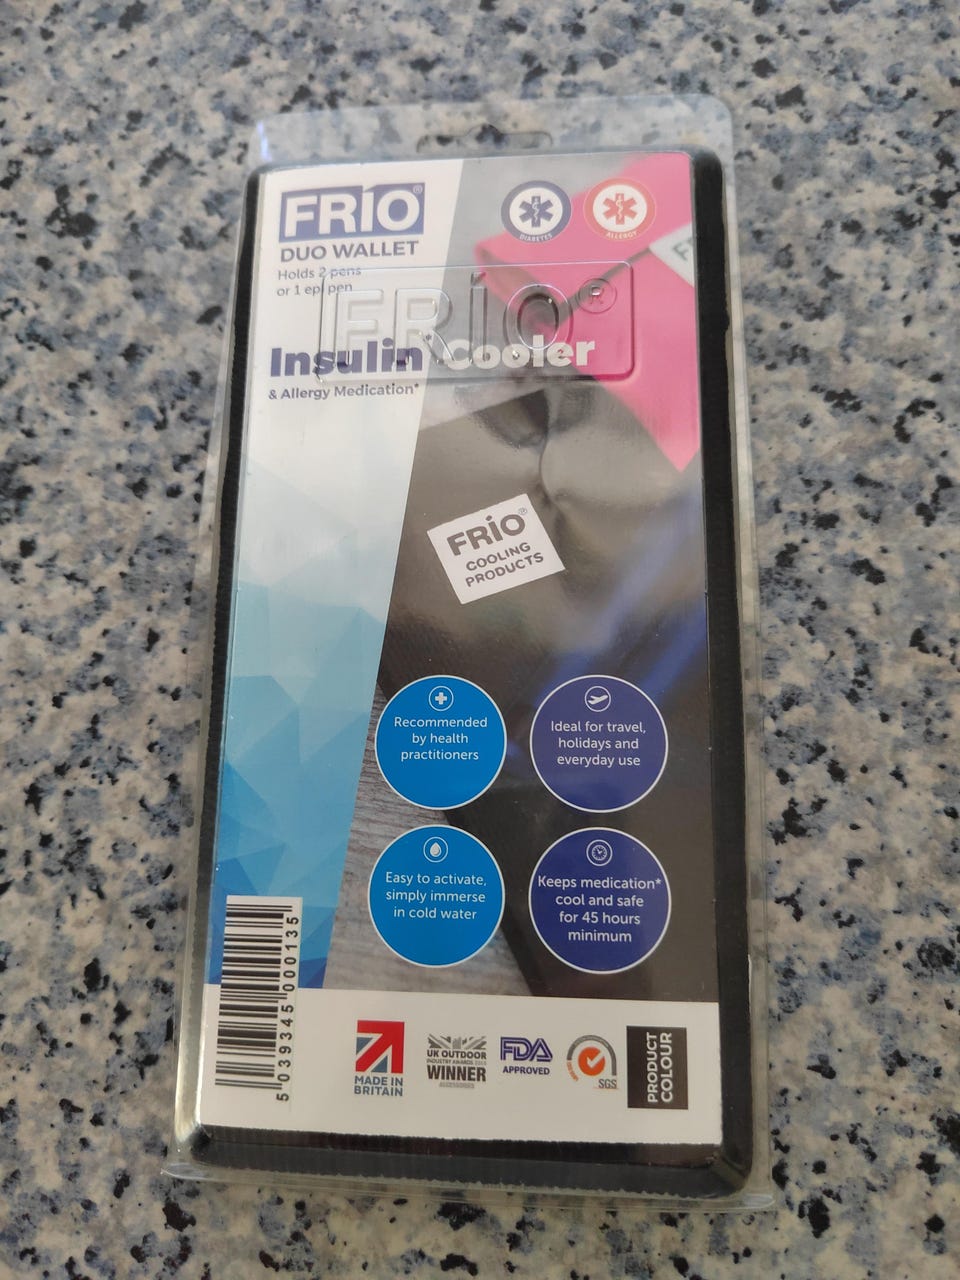 FRIO®
DUO WALLET
Holds 2 pens
or 1 epi pen
DIABETES
ALLERGY
FRIO®
Insulin* Cooler
& Allergy Medication*
FRIO®
COOLING
PRODUCTS
Recommended
by health
practitioners
Ideal for travel,
holidays and
everyday use
Easy to activate,
simply immerse
in cold water
Keeps medication*
cool and safe
for 45 hours
minimum
5 039345 000135
MADE IN
BRITAIN
UK OUTDOOR
INDUSTRY AWARDS
WINNER
ACCESSORIES
FDA
APPROVED
SGS
PRODUCT
COLOUR